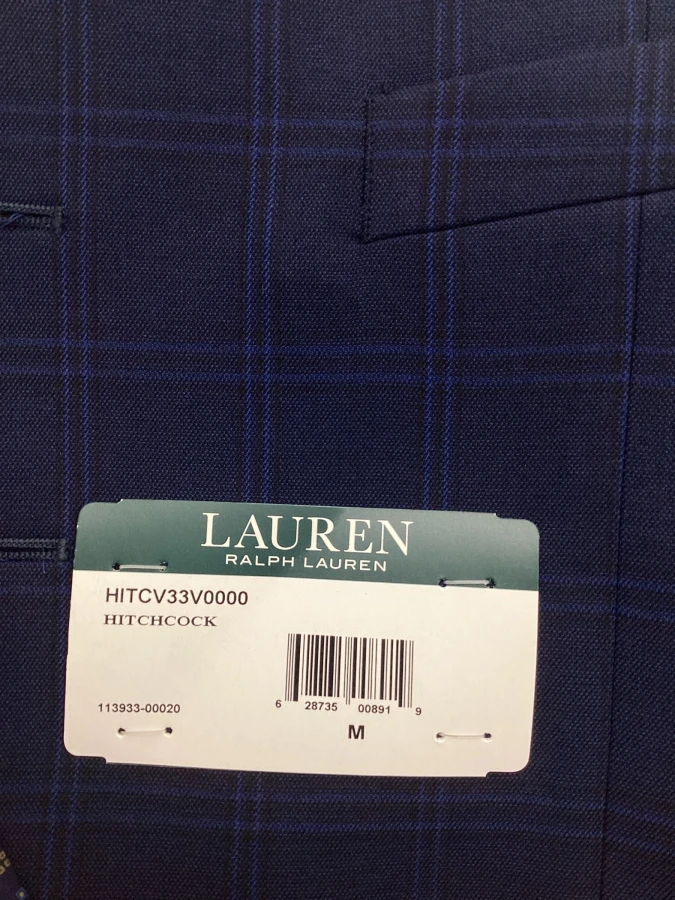 LAUREN
RALPH LAUREN
HITCV33V0000
HITCHCOCK
113933-00020
6 28735 00891 9
M